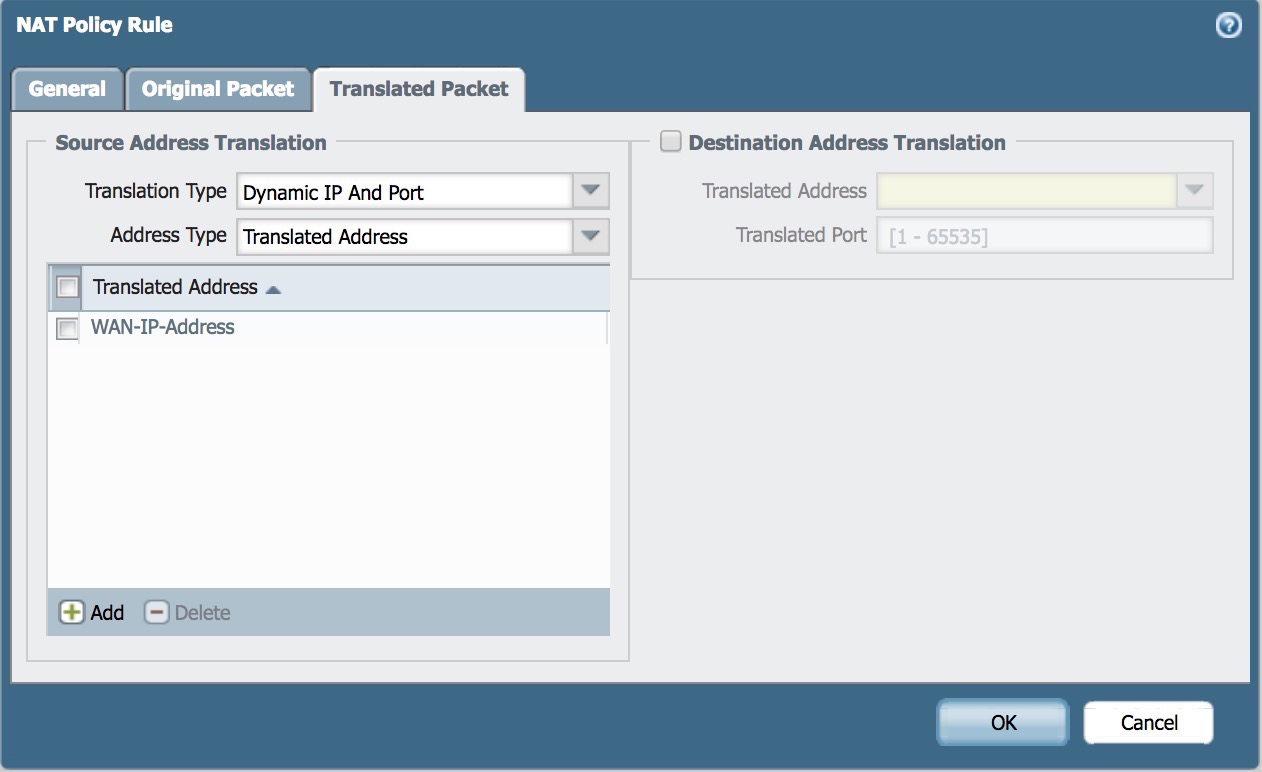 NAT Policy Rule
General
Original Packet
Translated Packet
Source Address Translation
Translation Type
Dynamic IP And Port
Address Type
Translated Address
Translated Address
WAN-IP-Address
Add
Delete
Destination Address Translation
Translated Address
Translated Port
[1 - 65535]
OK
Cancel